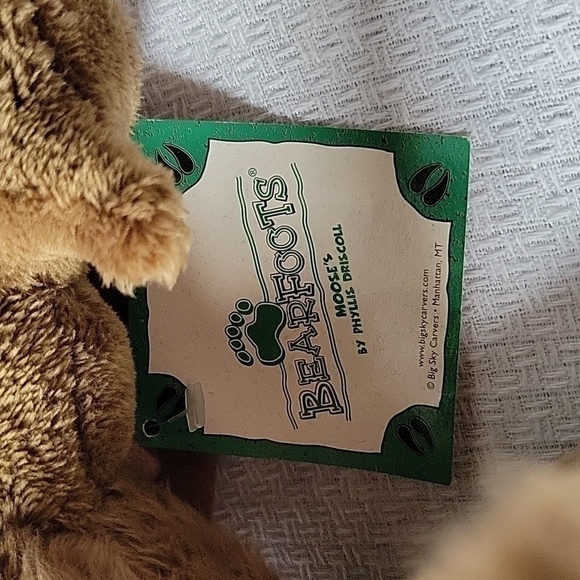 BEARFOOTS®
MOOSE'S
BY PHYLLIS DRISCOLL
www.bigskycarvers.com
© Big Sky Carvers • Manhattan, MT